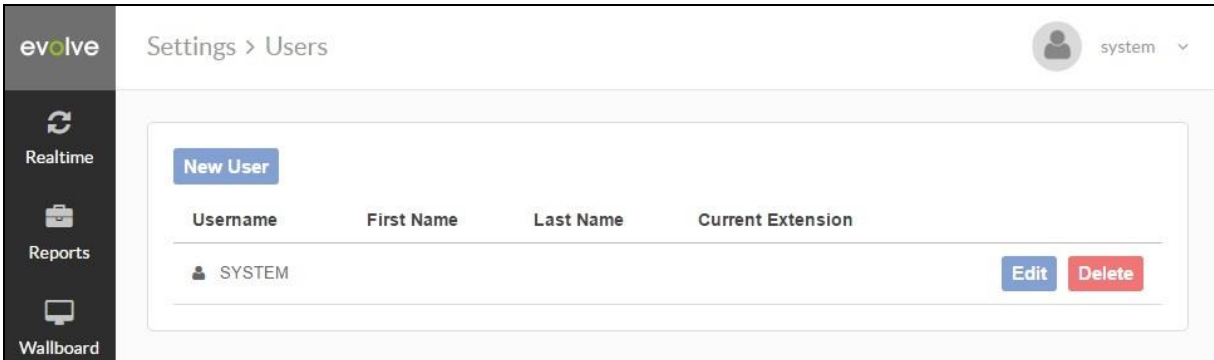 evolve
Settings > Users
system
Realtime
Reports
Wallboard
New User
Username First Name Last Name Current Extension
SYSTEM Edit Delete